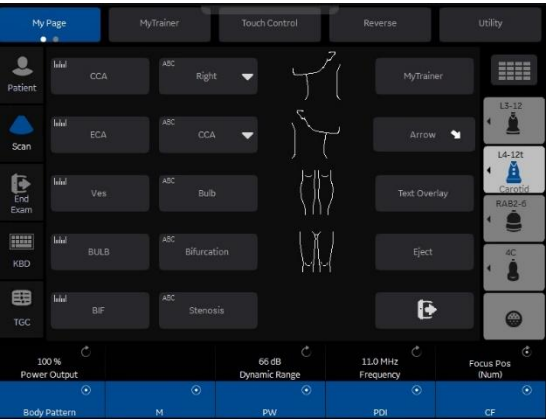 My Page
MyTrainer
Touch Control
Reverse
Utility
Patient
Scan
End
Exam
KBD
TGC
CCA
ABC
Right
MyTrainer
ECA
ABC
CCA
Arrow
Ves
ABC
Bulb
Text Overlay
BULB
ABC
Bifurcation
Eject
BIF
ABC
Stenosis
L3-12
L4-12t
Carotid
RAB2-6
4C
100 %
Power Output
66 dB
Dynamic Range
11.0 MHz
Frequency
Focus Pos
(Num)
Body Pattern
M
PW
PDI
CF